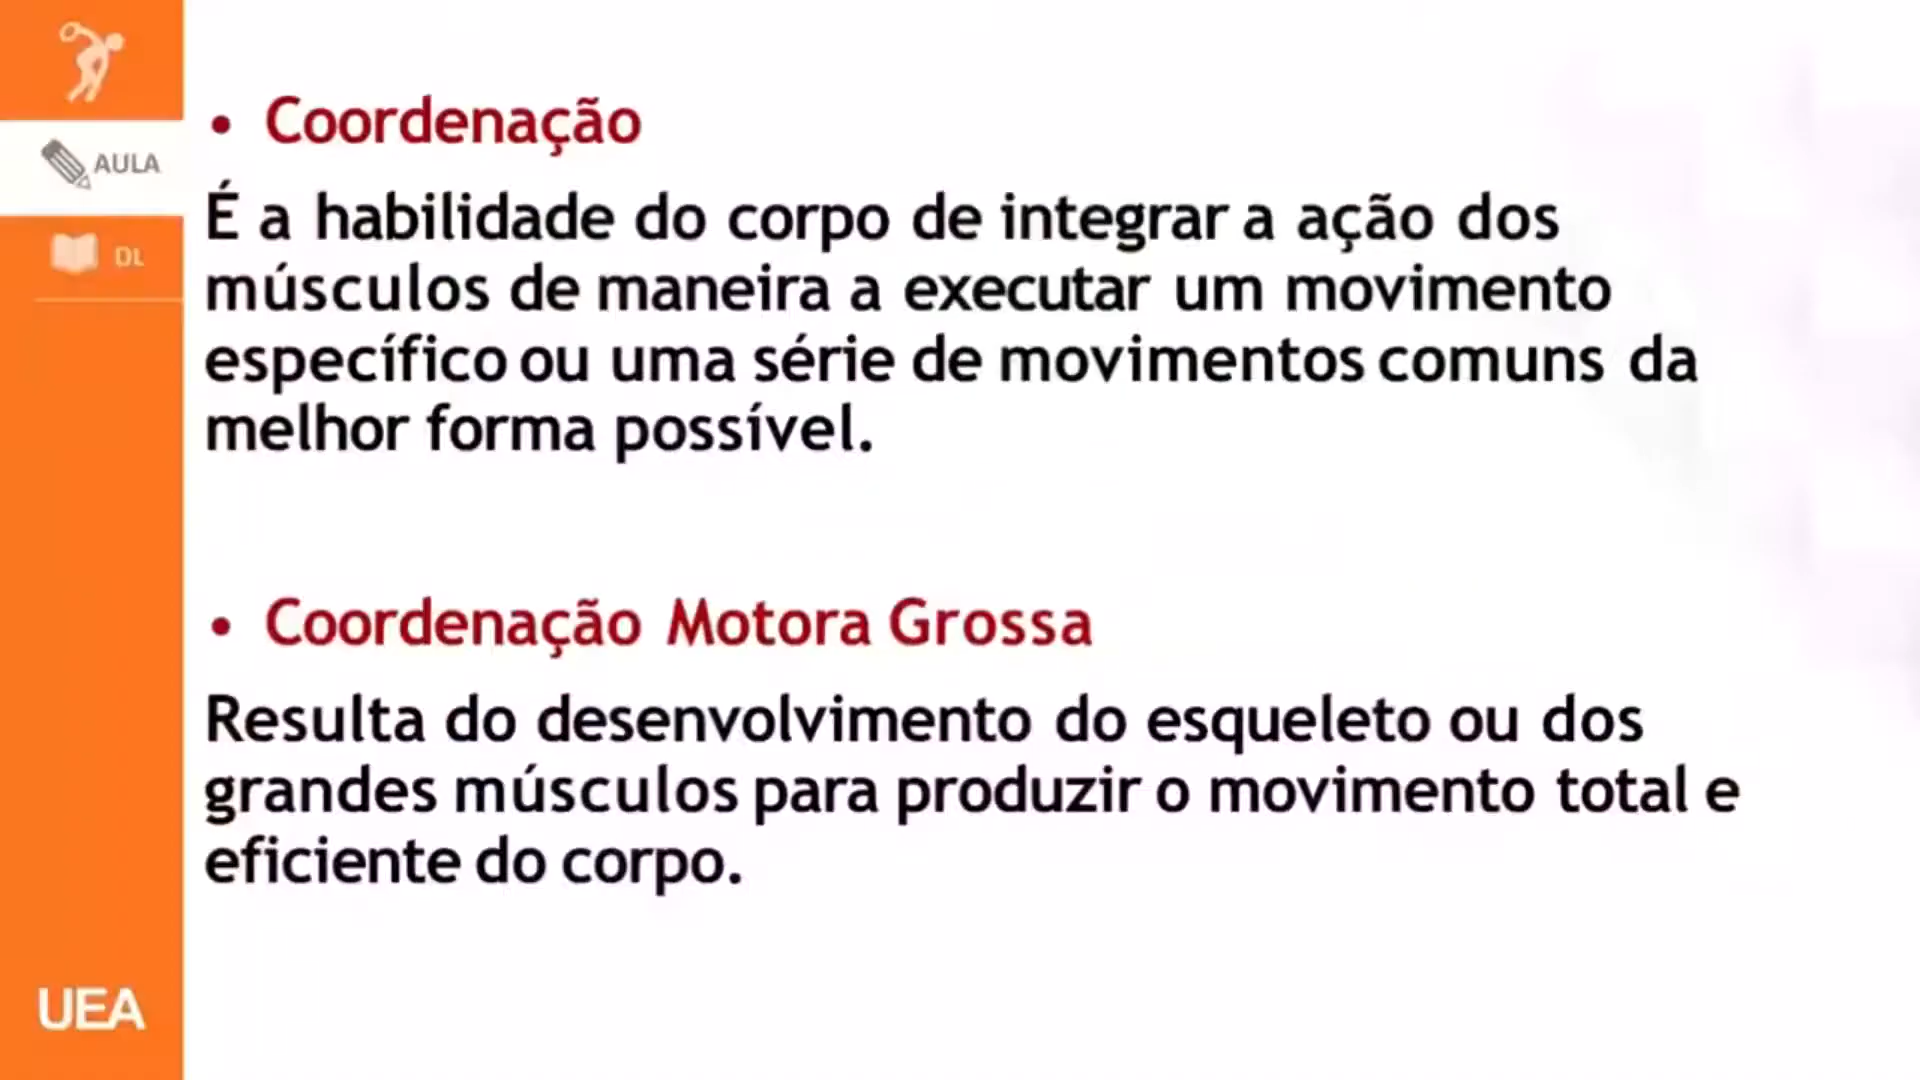 AULA
DL
UEA
• Coordenação
É a habilidade do corpo de integrar a ação dos
músculos de maneira a executar um movimento
específico ou uma série de movimentos comuns da
melhor forma possível.
• Coordenação Motora Grossa
Resulta do desenvolvimento do esqueleto ou dos
grandes músculos para produzir o movimento total e
eficiente do corpo.